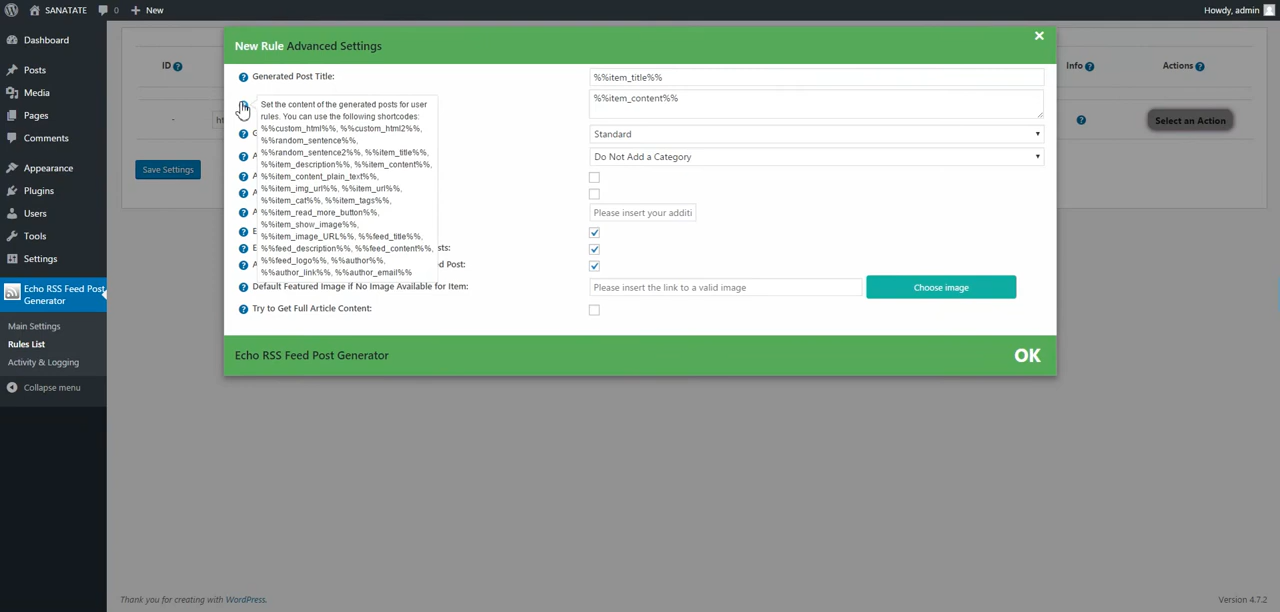 SANATATE
0
New
Howdy, admin
Dashboard
Posts
Media
Pages
Comments
Appearance
Plugins
Users
Tools
Settings
Echo RSS Feed Post
Generator
Main Settings
Rules List
Activity & Logging
Collapse menu
ID
Info
Actions
-
ht
Select an Action
Save Settings
New Rule Advanced Settings
Generated Post Title:
%%item_title%%
Set the content of the generated posts for user
rules. You can use the following shortcodes:
%%custom_html%%, %%custom_html2%%,
%%random_sentence%%,
%%random_sentence2%%, %%item_title%%,
%%item_description%%, %%item_content%%,
%%item_content_plain_text%%,
%%item_img_url%%, %%item_url%%,
%%item_cat%%, %%item_tags%%,
%%item_read_more_button%%,
%%item_show_image%%,
%%item_image_URL%%, %%feed_title%%,
%%feed_description%%, %%feed_content%%,
%%feed_logo%%, %%author%%,
%%author_link%%, %%author_email%%
%%item_content%%
Standard
Do Not Add a Category
Please insert your additi
sts:
d Post:
Default Featured Image if No Image Available for Item:
Please insert the link to a valid image
Choose image
Try to Get Full Article Content:
Echo RSS Feed Post Generator
OK
Thank you for creating with WordPress.
Version 4.7.2